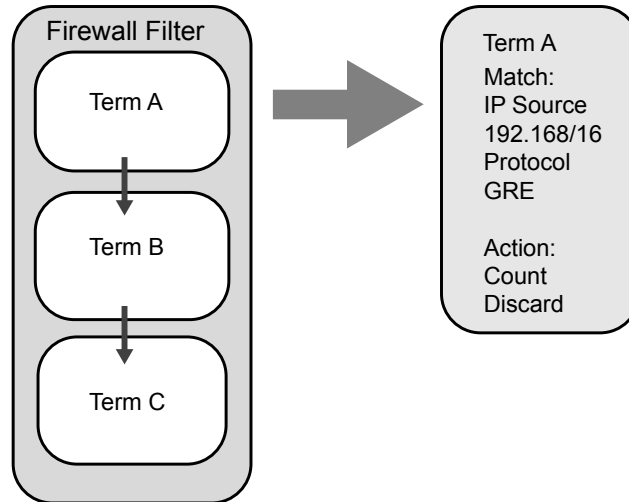 Firewall Filter
Term A
Term B
Term C
Term A
Match:
IP Source
192.168/16
Protocol
GRE
Action:
Count
Discard